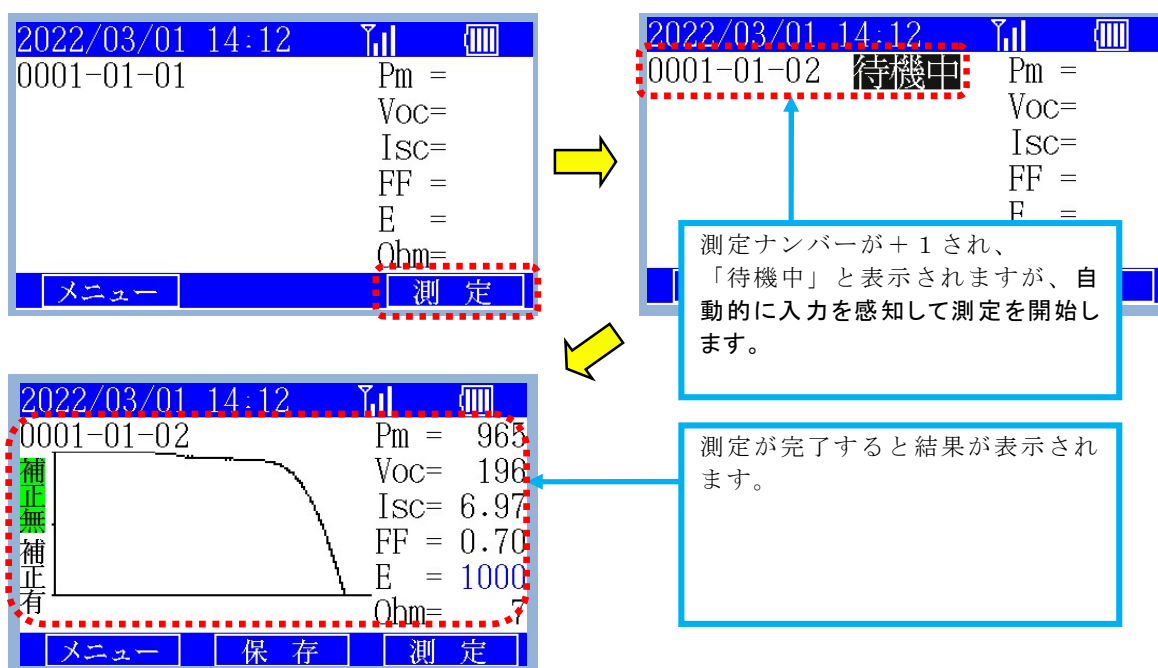 2022/03/01 14:12
0001-01-01
Pm =
Voc=
Isc=
FF =
E =
Ohm=
メニュー
測 定
2022/03/01 14:12
0001-01-02 待機中
Pm =
Voc=
Isc=
FF =
E =
測定ナンバーが＋１され、
「待機中」と表示されますが、自
動的に入力を感知して測定を開始し
ます。
2022/03/01 14:12
0001-01-02
補正無
補正有
Pm = 965
Voc= 196
Isc= 6.97
FF = 0.70
E = 1000
Ohm= 7
メニュー
保 存
測 定
測定が完了すると結果が表示され
ます。